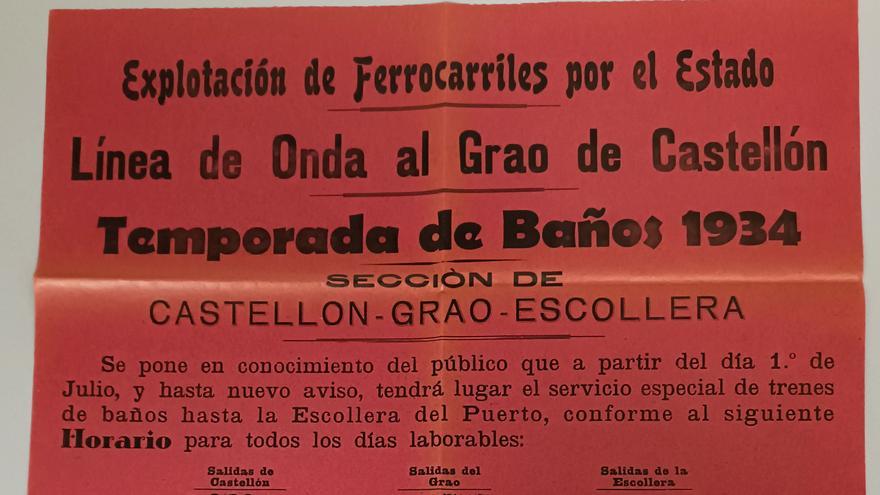 Explotación de Ferrocarriles por el Estado
Línea de Onda al Grao de Castellón
Temporada de Baños 1934
SECCIÒN DE
CASTELLON-GRAO-ESCOLLERA
Se pone en conocimiento del público que a partir del día 1.º de
Julio, y hasta nuevo aviso, tendrá lugar el servicio especial de trenes
de baños hasta la Escollera del Puerto, conforme al siguiente
Horario para todos los días laborables:
Salidas de Castellón
Salidas del Grao
Salidas de la Escollera